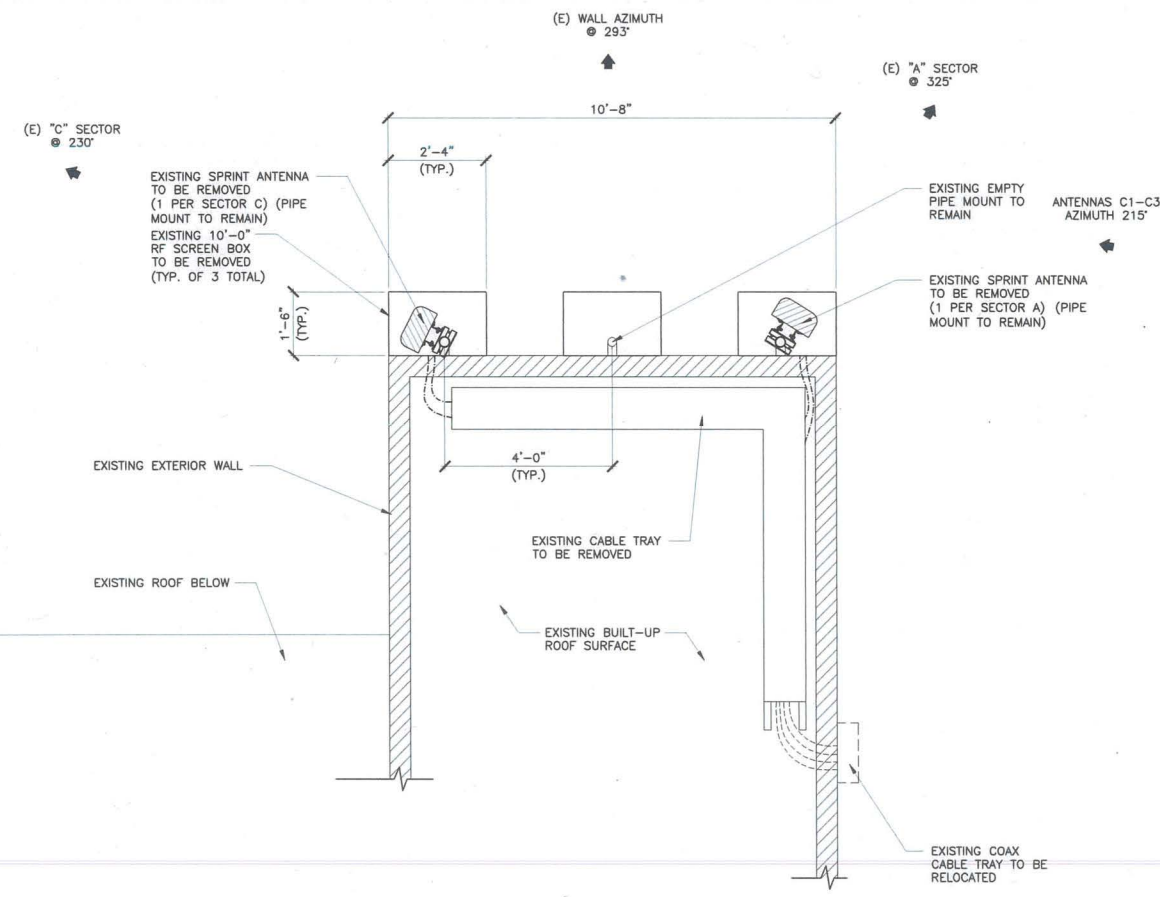 (E) WALL AZIMUTH
@ 293°
(E) "A" SECTOR
@ 325°
(E) "C" SECTOR
@ 230°
10'-8"
2'-4"
(TYP.)
EXISTING SPRINT ANTENNA
TO BE REMOVED
(1 PER SECTOR C) (PIPE
MOUNT TO REMAIN)
EXISTING 10'-0"
RF SCREEN BOX
TO BE REMOVED
(TYP. OF 3 TOTAL)
EXISTING EMPTY
PIPE MOUNT TO
REMAIN
ANTENNAS C1-C3
AZIMUTH 215°
EXISTING SPRINT ANTENNA
TO BE REMOVED
(1 PER SECTOR A) (PIPE
MOUNT TO REMAIN)
1'-6"
(TYP.)
4'-0"
(TYP.)
EXISTING EXTERIOR WALL
EXISTING CABLE TRAY
TO BE REMOVED
EXISTING ROOF BELOW
EXISTING BUILT-UP
ROOF SURFACE
EXISTING COAX
CABLE TRAY TO BE
RELOCATED